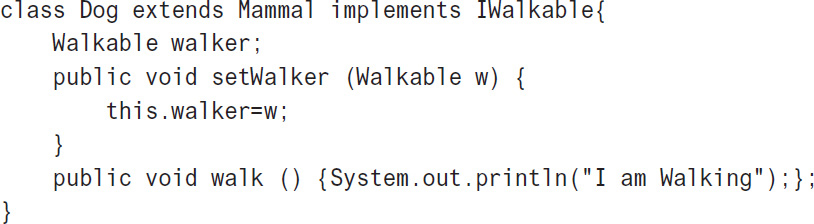 class Dog extends Mammal implements IWalkable{
    Walkable walker;
    public void setWalker (Walkable w) {
        this.walker=w;
    }
    public void walk () {System.out.println("I am Walking");};
}